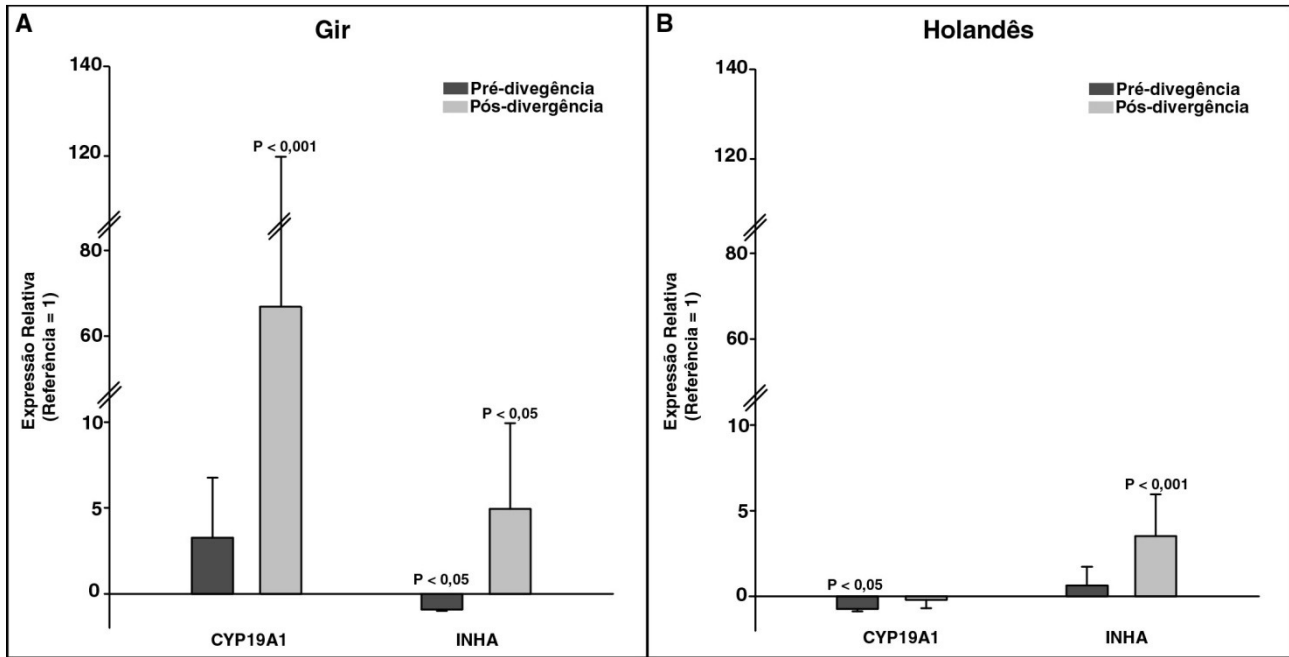 A
Gir
140
120
80
60
10
5
0
Expressão Relativa
(Referência = 1)
Pré-divegência
Pós-divergência
P < 0,001
P < 0,05
P < 0,05
CYP19A1
INHA
B
Holandês
140
120
80
60
10
5
0
Expressão Relativa
(Referência = 1)
Pré-divegência
Pós-divergência
P < 0,001
P < 0,05
CYP19A1
INHA